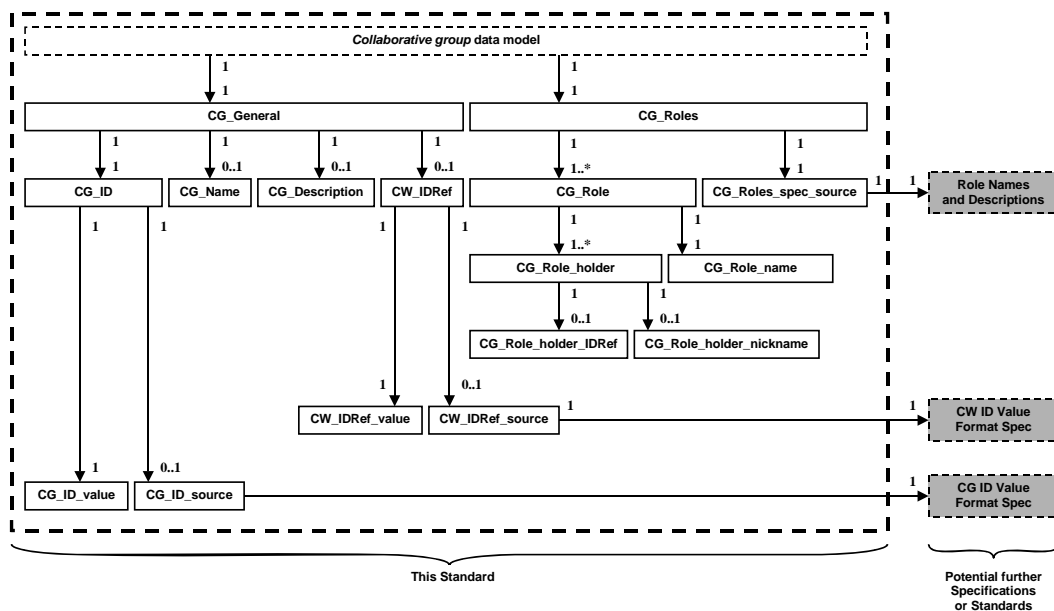 Collaborative group data model
1 1
1 1
CG_General CG_Roles
1 1 1 1 1 1
1 0..1 0..1 0..1 1..* 1
CG_ID CG_Name CG_Description CW_IDRef CG_Role CG_Roles_spec_source 1 1 Role Names
and Descriptions
1 1 1 1 1 1
1..* 1
CG_Role_holder CG_Role_name
1 1
0..1 0..1
CG_Role_holder_IDRef CG_Role_holder_nickname
1 0..1
CW_IDRef_value CW_IDRef_source 1 1 CW ID Value
Format Spec
1 0..1
CG_ID_value CG_ID_source 1 CG ID Value
Format Spec
This Standard
Potential further
Specifications
or Standards